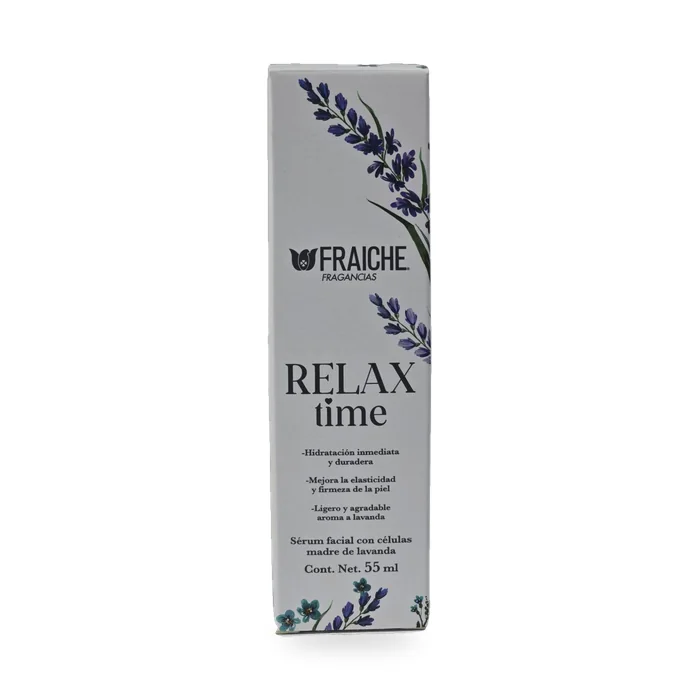 FRAICHE®
FRAGANCIAS
RELAX
time
-Hidratación inmediata
y duradera
-Mejora la elasticidad
y firmeza de la piel
-Ligero y agradable
aroma a lavanda
Sérum facial con células
madre de lavanda
Cont. Net. 55 ml